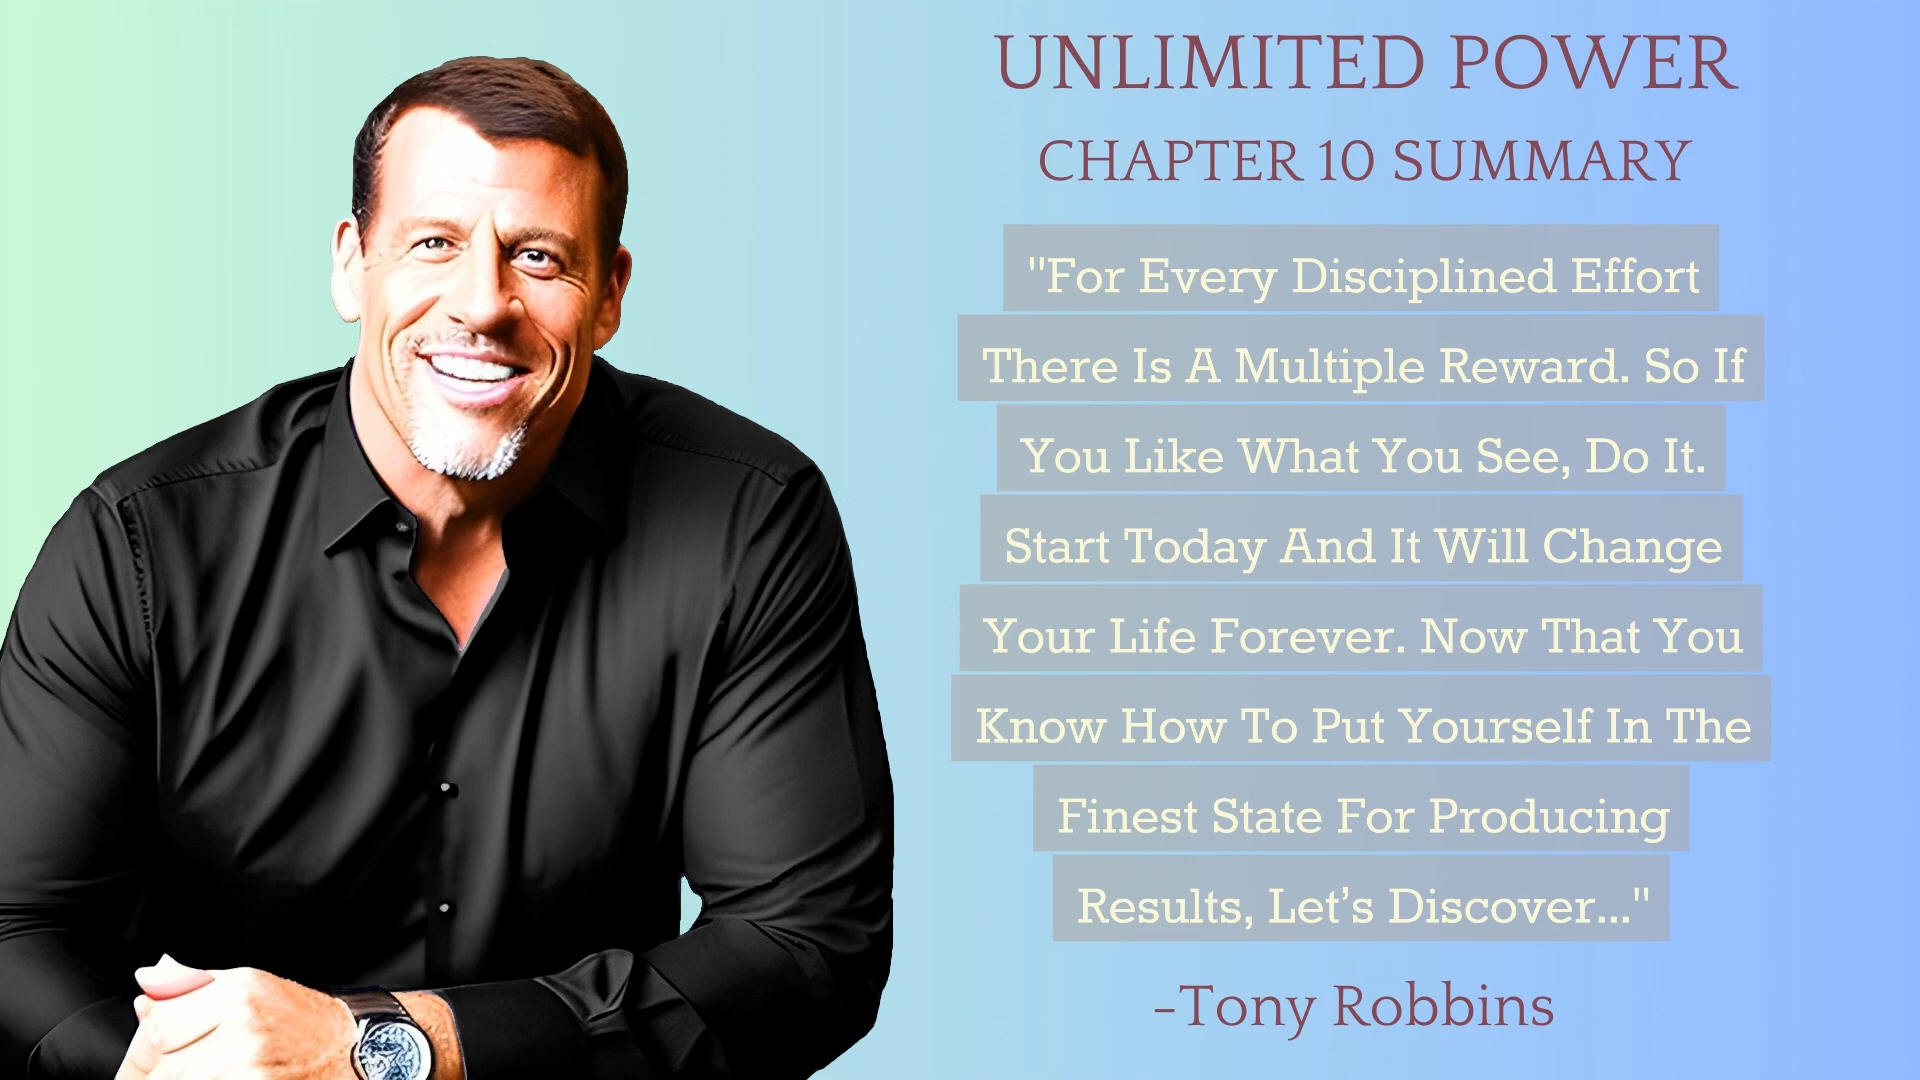 UNLIMITED POWER
CHAPTER 10 SUMMARY
"For Every Disciplined Effort
There Is A Multiple Reward. So If
You Like What You See, Do It.
Start Today And It Will Change
Your Life Forever. Now That You
Know How To Put Yourself In The
Finest State For Producing
Results, Let’s Discover..."
-Tony Robbins